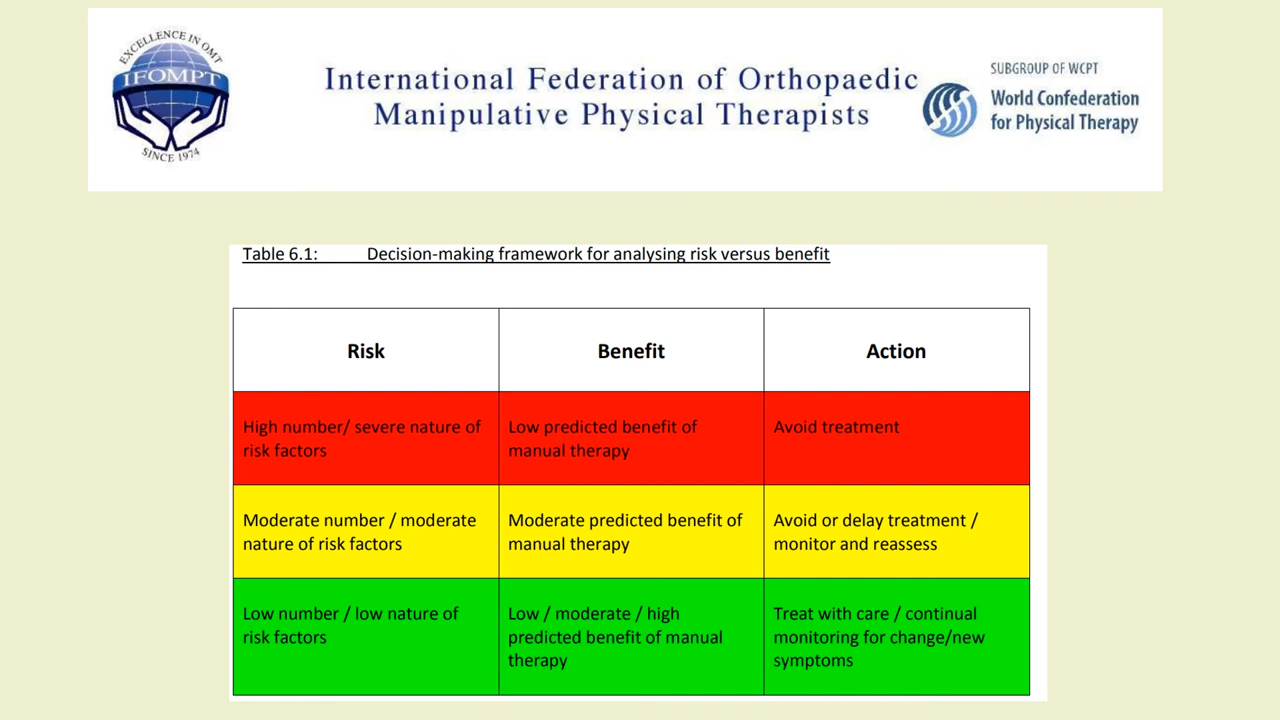 EXCELLENCE IN OMT
IFOMPT
SINCE 1974
International Federation of Orthopaedic
Manipulative Physical Therapists
SUBGROUP OF WCPT
World Confederation
for Physical Therapy
Table 6.1: Decision-making framework for analysing risk versus benefit
Risk
Benefit
Action
High number/ severe nature of
risk factors
Low predicted benefit of
manual therapy
Avoid treatment
Moderate number / moderate
nature of risk factors
Moderate predicted benefit of
manual therapy
Avoid or delay treatment /
monitor and reassess
Low number / low nature of
risk factors
Low / moderate / high
predicted benefit of manual
therapy
Treat with care / continual
monitoring for change/new
symptoms